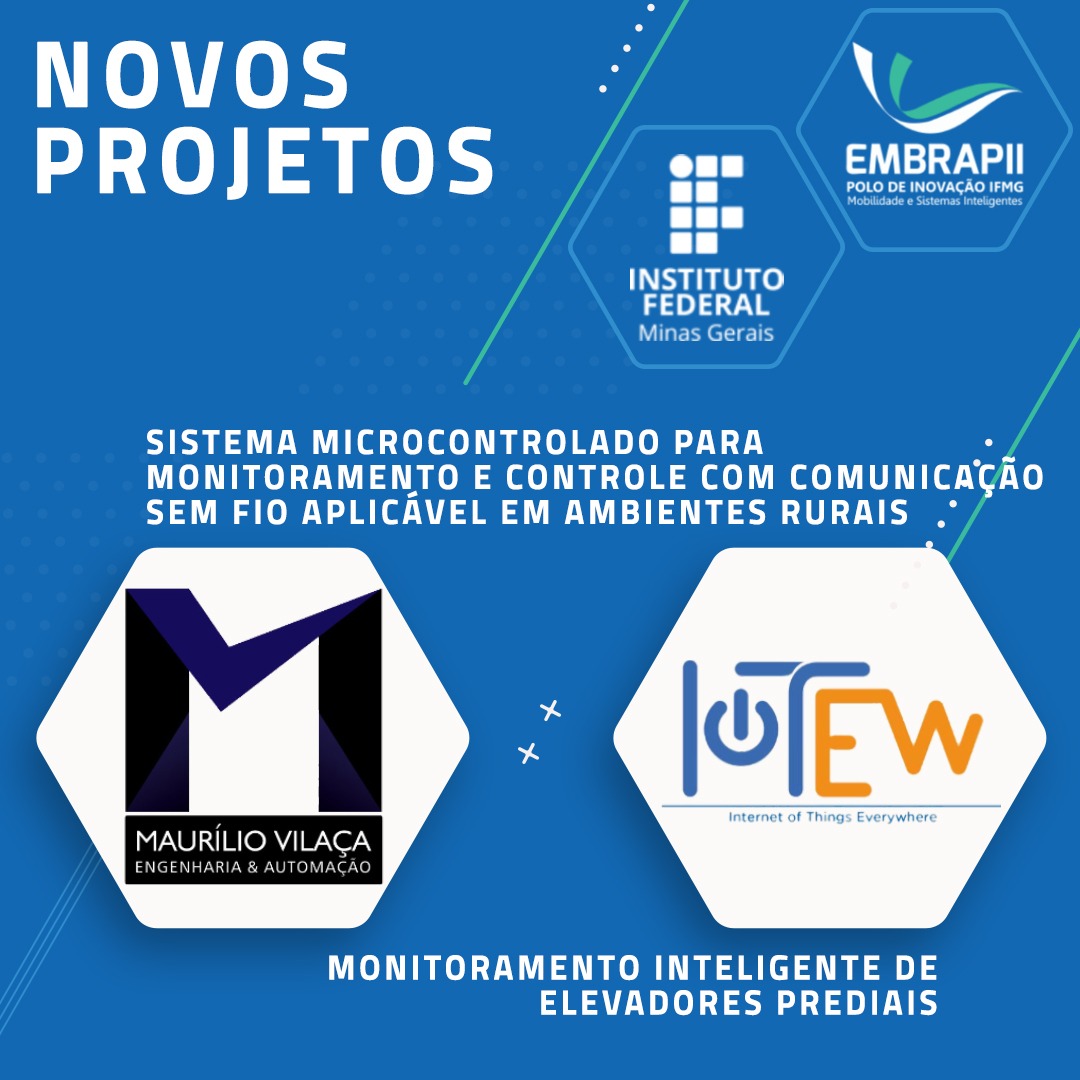 NOVOS
PROJETOS
EMBRAPII
POLO DE INOVAÇÃO IFMG
Mobilidade e Sistemas Inteligentes
INSTITUTO
FEDERAL
Minas Gerais
SISTEMA MICROCONTROLADO PARA
MONITORAMENTO E CONTROLE COM COMUNICAÇÃO
SEM FIO APLICÁVEL EM AMBIENTES RURAIS
MAURÍLIO VILAÇA
ENGENHARIA & AUTOMAÇÃO
IoTEW
Internet of Things Everywhere
MONITORAMENTO INTELIGENTE DE
ELEVADORES PREDIAIS